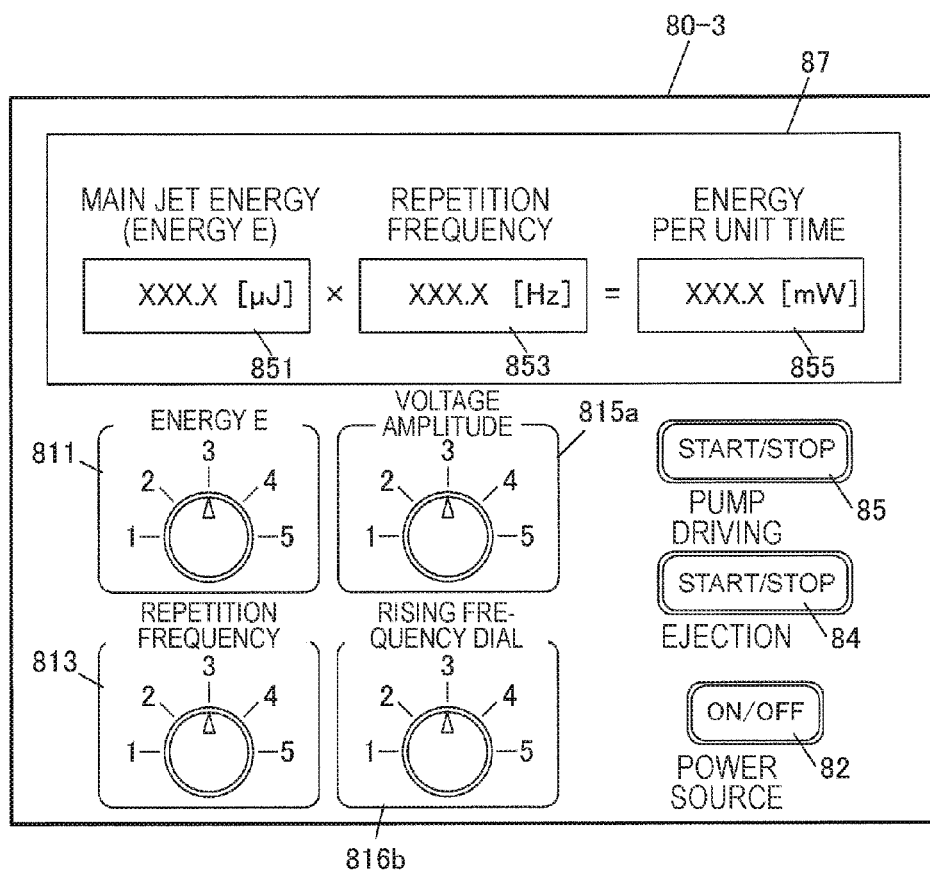 80-3
87
MAIN JET ENERGY
(ENERGY E)
REPETITION
FREQUENCY
ENERGY
PER UNIT TIME
XXX.X [µJ] × XXX.X [Hz] = XXX.X [mW]
851
853
855
811
ENERGY E
1 2 3 4 5
VOLTAGE
AMPLITUDE
1 2 3 4 5
815a
START/STOP
85
PUMP
DRIVING
START/STOP
84
EJECTION
813
REPETITION
FREQUENCY
1 2 3 4 5
RISING FRE-
QUENCY DIAL
1 2 3 4 5
816b
ON/OFF
82
POWER
SOURCE